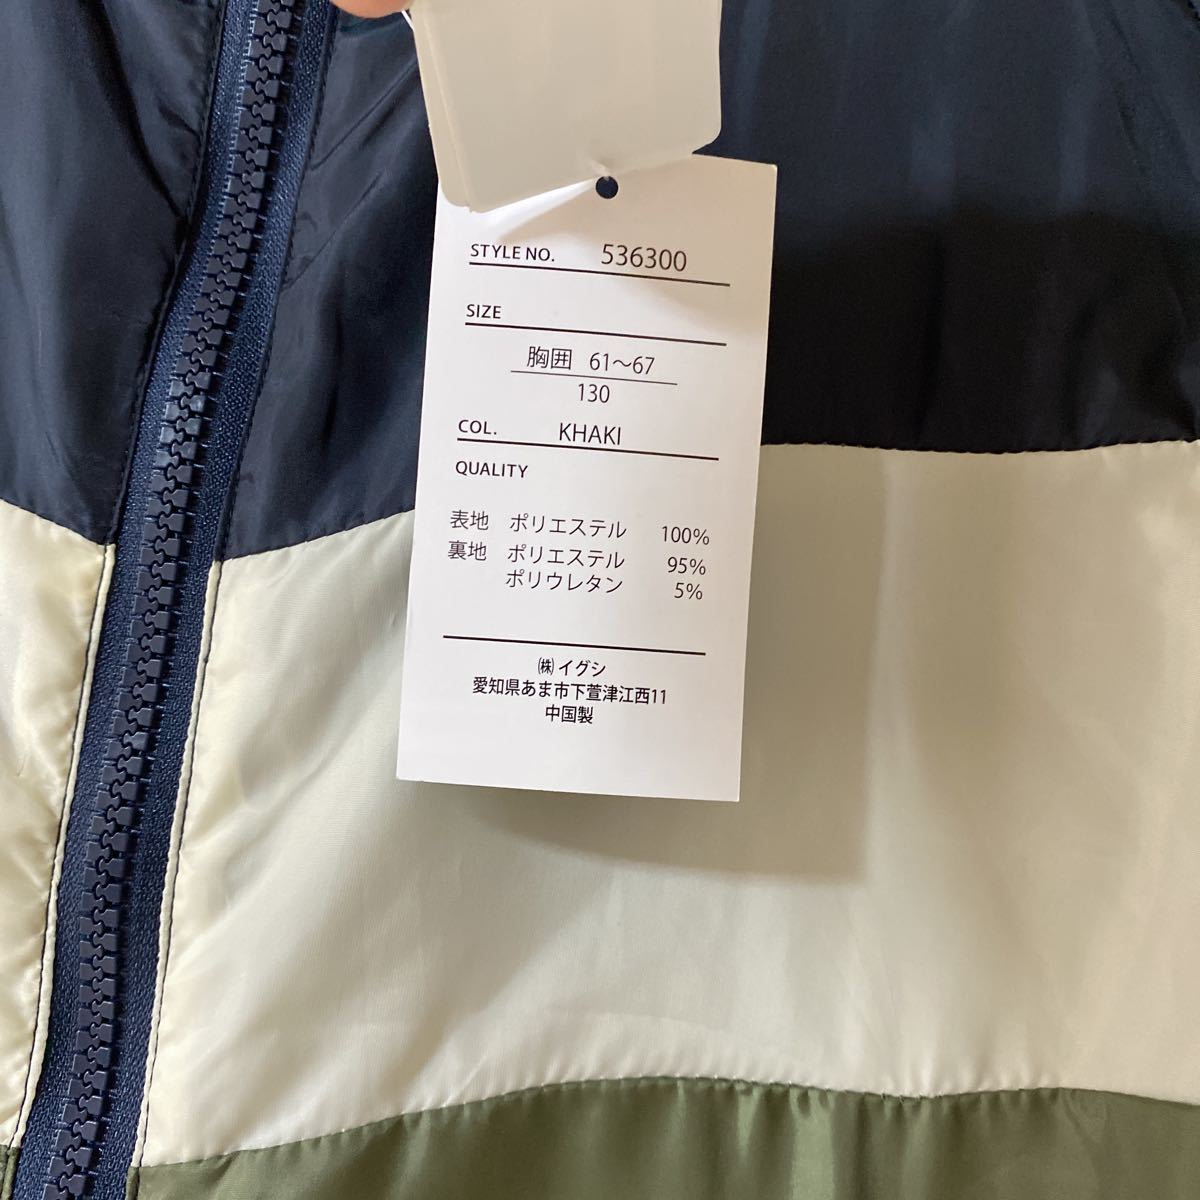 STYLE NO. 536300
SIZE
胸囲 61〜67
130
COL. KHAKI
QUALITY
表地 ポリエステル 100%
裏地 ポリエステル 95%
ポリウレタン 5%
㈱イグシ
愛知県あま市下萱津江西11
中国製